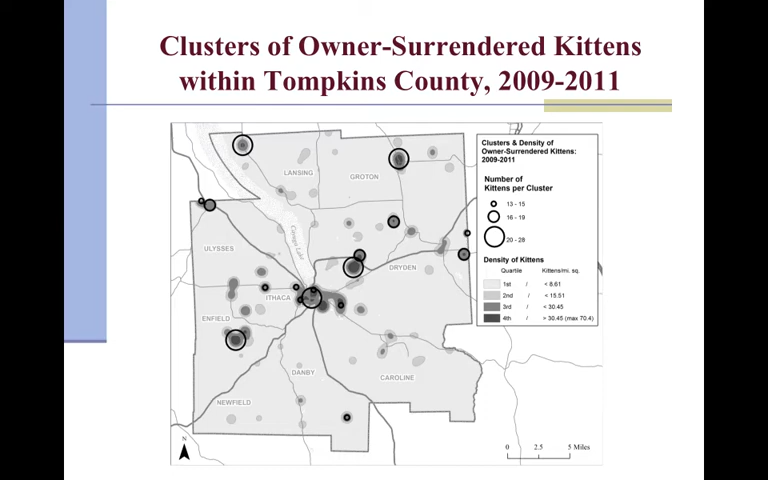 Clusters of Owner-Surrendered Kittens
within Tompkins County, 2009-2011
Clusters & Density of
Owner-Surrendered Kittens:
2009-2011
Number of
Kittens per Cluster
13 - 15
16 - 19
20 - 28
Density of Kittens
Quartile Kittens/mi. sq.
1st < 8.61
2nd < 15.51
3rd < 30.45
4th > 30.45 (max 70.4)
LANSING
GROTON
Cayuga Lake
ULYSSES
DRYDEN
ITHACA
ENFIELD
DANBY
CAROLINE
NEWFIELD
N
0 2.5 5 Miles